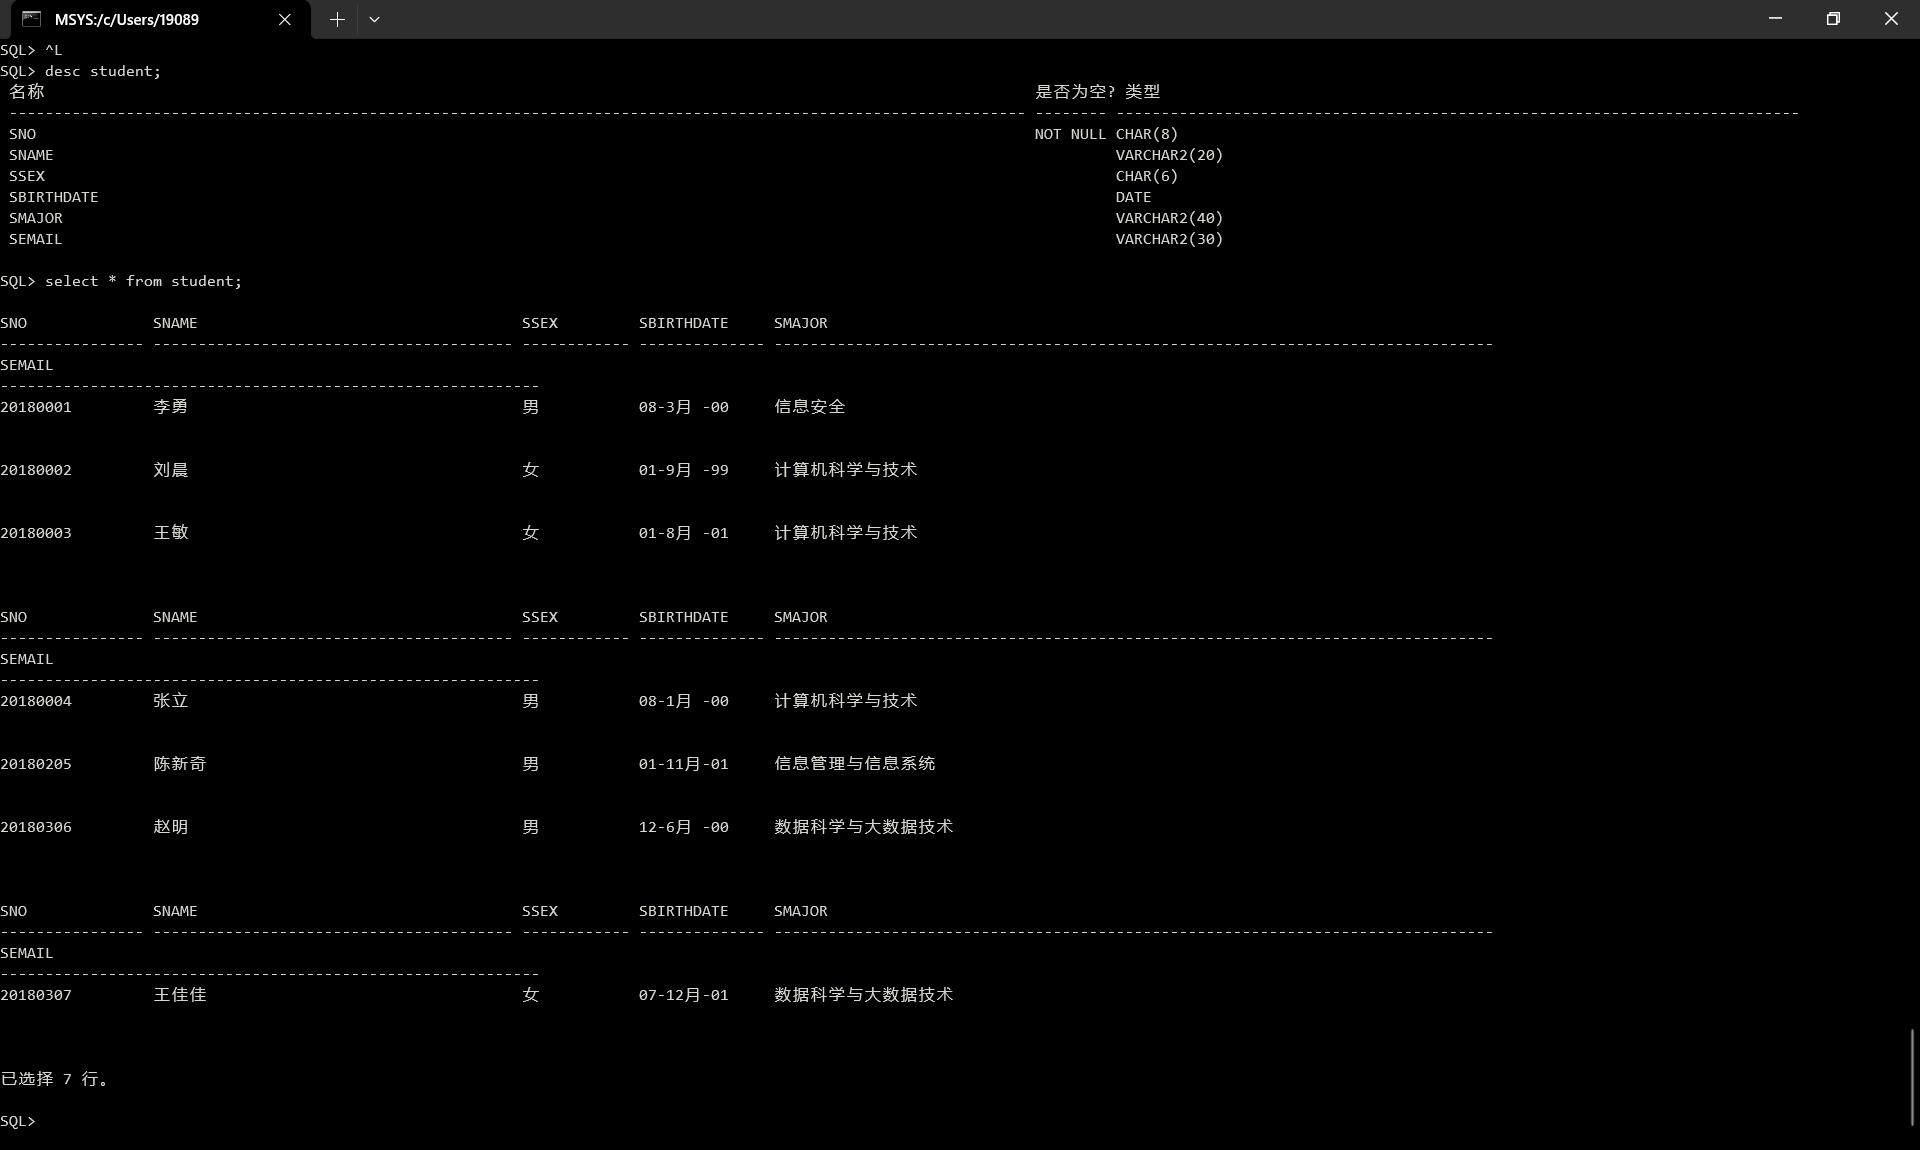 MSYS:/c/Users/19089
SQL> ^L
SQL> desc student;
名称 是否为空? 类型
----------------------------------------------------------------------------------------------------------------- -------- ----------------------------------------------------------------------------
SNO NOT NULL CHAR(8)
SNAME VARCHAR2(20)
SSEX CHAR(6)
SBIRTHDATE DATE
SMAJOR VARCHAR2(40)
SEMAIL VARCHAR2(30)
SQL> select * from student;
SNO SNAME SSEX SBIRTHDATE SMAJOR
---------------- ---------------------------------------- ------------ -------------- --------------------------------------------------------------------------------
SEMAIL
------------------------------------------------------------
20180001 李勇 男 08-3月 -00 信息安全
20180002 刘晨 女 01-9月 -99 计算机科学与技术
20180003 王敏 女 01-8月 -01 计算机科学与技术
SNO SNAME SSEX SBIRTHDATE SMAJOR
---------------- ---------------------------------------- ------------ -------------- --------------------------------------------------------------------------------
SEMAIL
------------------------------------------------------------
20180004 张立 男 08-1月 -00 计算机科学与技术
20180205 陈新奇 男 01-11月-01 信息管理与信息系统
20180306 赵明 男 12-6月 -00 数据科学与大数据技术
SNO SNAME SSEX SBIRTHDATE SMAJOR
---------------- ---------------------------------------- ------------ -------------- --------------------------------------------------------------------------------
SEMAIL
------------------------------------------------------------
20180307 王佳佳 女 07-12月-01 数据科学与大数据技术
已选择 7 行。
SQL>